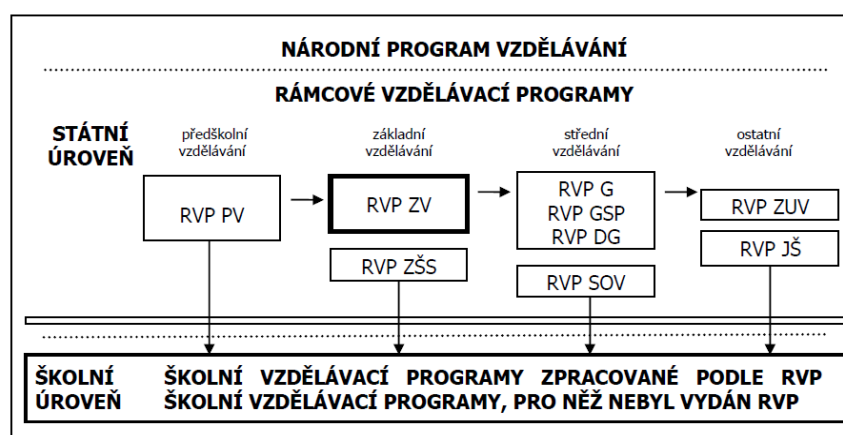 NÁRODNÍ PROGRAM VZDĚLÁVÁNÍ
RÁMCOVÉ VZDĚLÁVACÍ PROGRAMY
STÁTNÍ
ÚROVEŇ
předškolní
vzdělávání
základní
vzdělávání
střední
vzdělávání
ostatní
vzdělávání
RVP PV
RVP ZV
RVP G
RVP GSP
RVP DG
RVP ZUV
RVP ZŠS
RVP SOV
RVP JŠ
ŠKOLNÍ ŠKOLNÍ VZDĚLÁVACÍ PROGRAMY ZPRACOVANÉ PODLE RVP
ÚROVEŇ ŠKOLNÍ VZDĚLÁVACÍ PROGRAMY, PRO NĚŽ NEBYL VYDÁN RVP